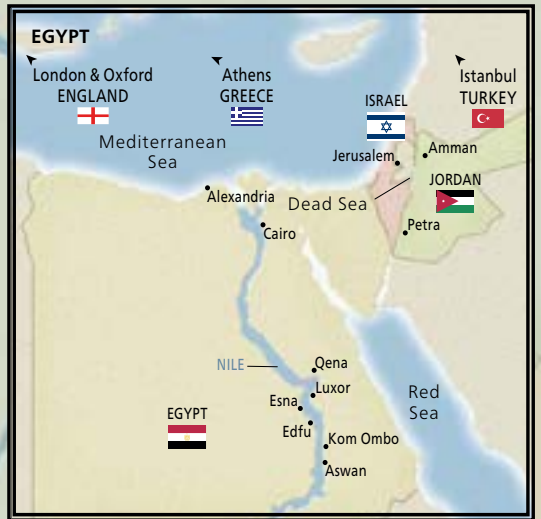 EGYPT
London & Oxford
ENGLAND
Athens
GREECE
Istanbul
TURKEY
ISRAEL
Mediterranean
Sea
Jerusalem
Amman
JORDAN
Alexandria
Dead Sea
Petra
Cairo
NILE
Qena
Luxor
Esna
Red
Sea
EGYPT
Edfu
Kom Ombo
Aswan